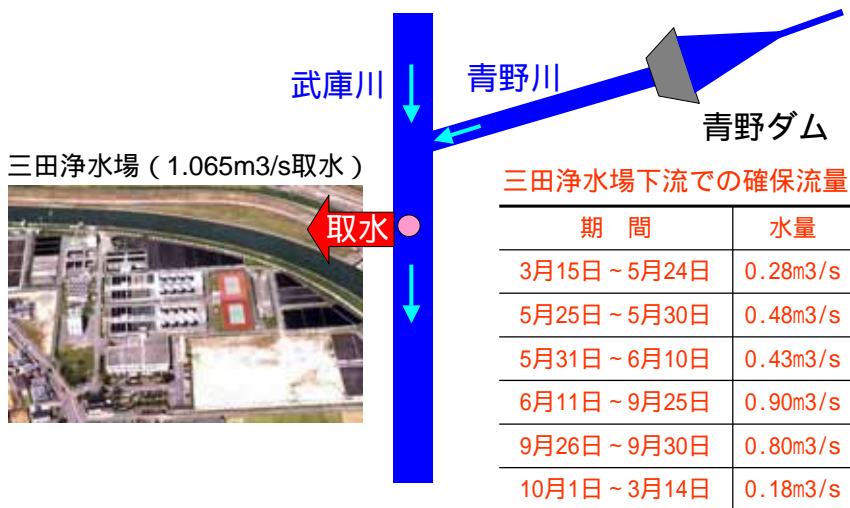 武庫川
青野川
青野ダム
三田浄水場（1.065m3/s取水）
取水
三田浄水場下流での確保流量
期　間 水量
3月15日～5月24日 0.28m3/s
5月25日～5月30日 0.48m3/s
5月31日～6月10日 0.43m3/s
6月11日～9月25日 0.90m3/s
9月26日～9月30日 0.80m3/s
10月1日～3月14日 0.18m3/s